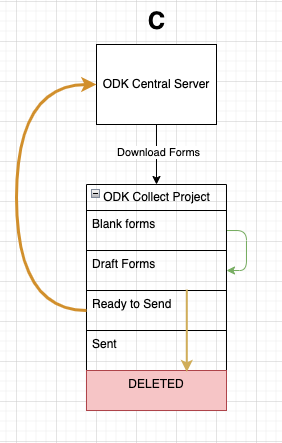 C
ODK Central Server
Download Forms
ODK Collect Project
Blank forms
Draft Forms
Ready to Send
Sent
DELETED